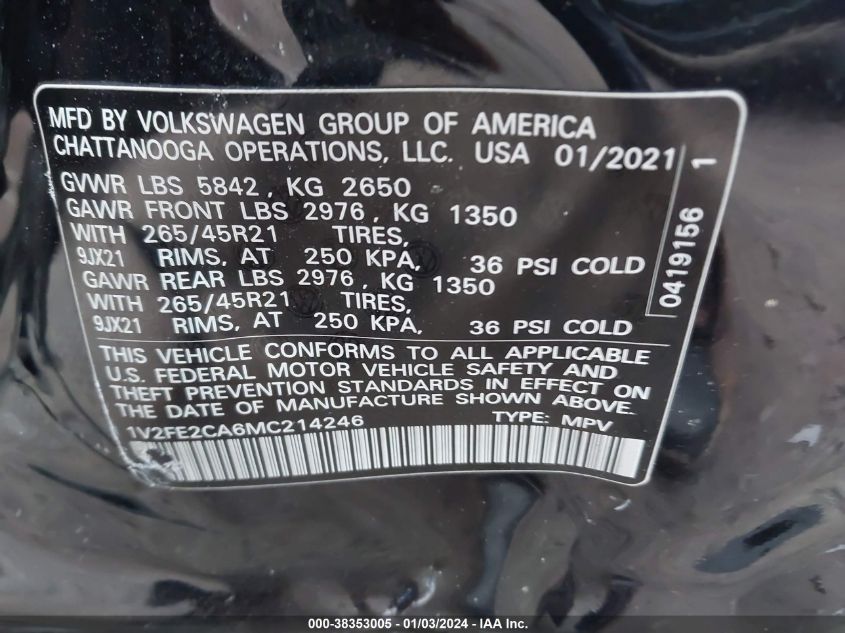 MFD BY VOLKSWAGEN GROUP OF AMERICA
CHATTANOOGA OPERATIONS, LLC. USA 01/2021
GVWR LBS 5842, KG 2650
GAWR FRONT LBS 2976, KG 1350
WITH 265/45R21 TIRES,
9JX21 RIMS, AT 250 KPA, 36 PSI COLD
GAWR REAR LBS 2976, KG 1350
WITH 265/45R21 TIRES,
9JX21 RIMS, AT 250 KPA, 36 PSI COLD
THIS VEHICLE CONFORMS TO ALL APPLICABLE
U.S. FEDERAL MOTOR VEHICLE SAFETY AND
THEFT PREVENTION STANDARDS IN EFFECT ON
THE DATE OF MANUFACTURE SHOWN ABOVE.
1V2FE2CA6MC214246 TYPE: MPV
0419156 1
000-38353005 - 01/03/2024 - IAA, Inc.